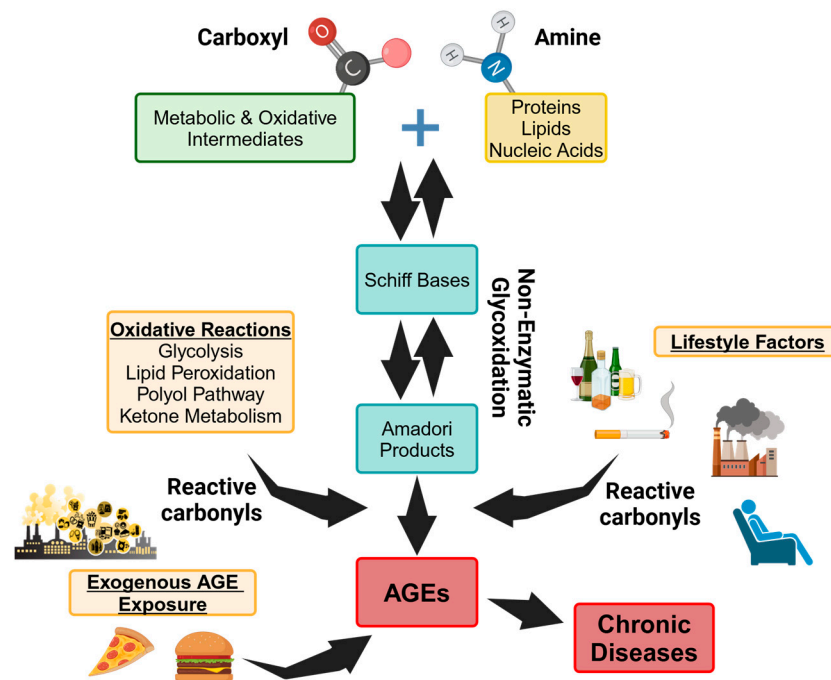 Carboxyl
Amine
O
C
H
H
N
Metabolic & Oxidative
Intermediates
+
Proteins
Lipids
Nucleic Acids
Schiff Bases
Non-Enzymatic
Glycoxidation
Oxidative Reactions
Glycolysis
Lipid Peroxidation
Polyol Pathway
Ketone Metabolism
Lifestyle Factors
Amadori
Products
Reactive
carbonyls
Reactive
carbonyls
Exogenous AGE
Exposure
AGEs
Chronic
Diseases